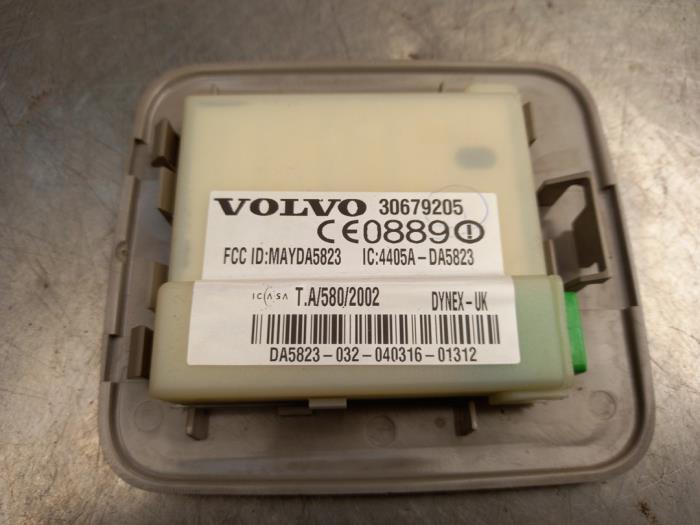 VOLVO 30679205
CE0889
FCC ID:MAYDA5823 IC:4405A-DA5823
ICASA T.A/580/2002 DYNEX-UK
DA5823-032-040316-01312